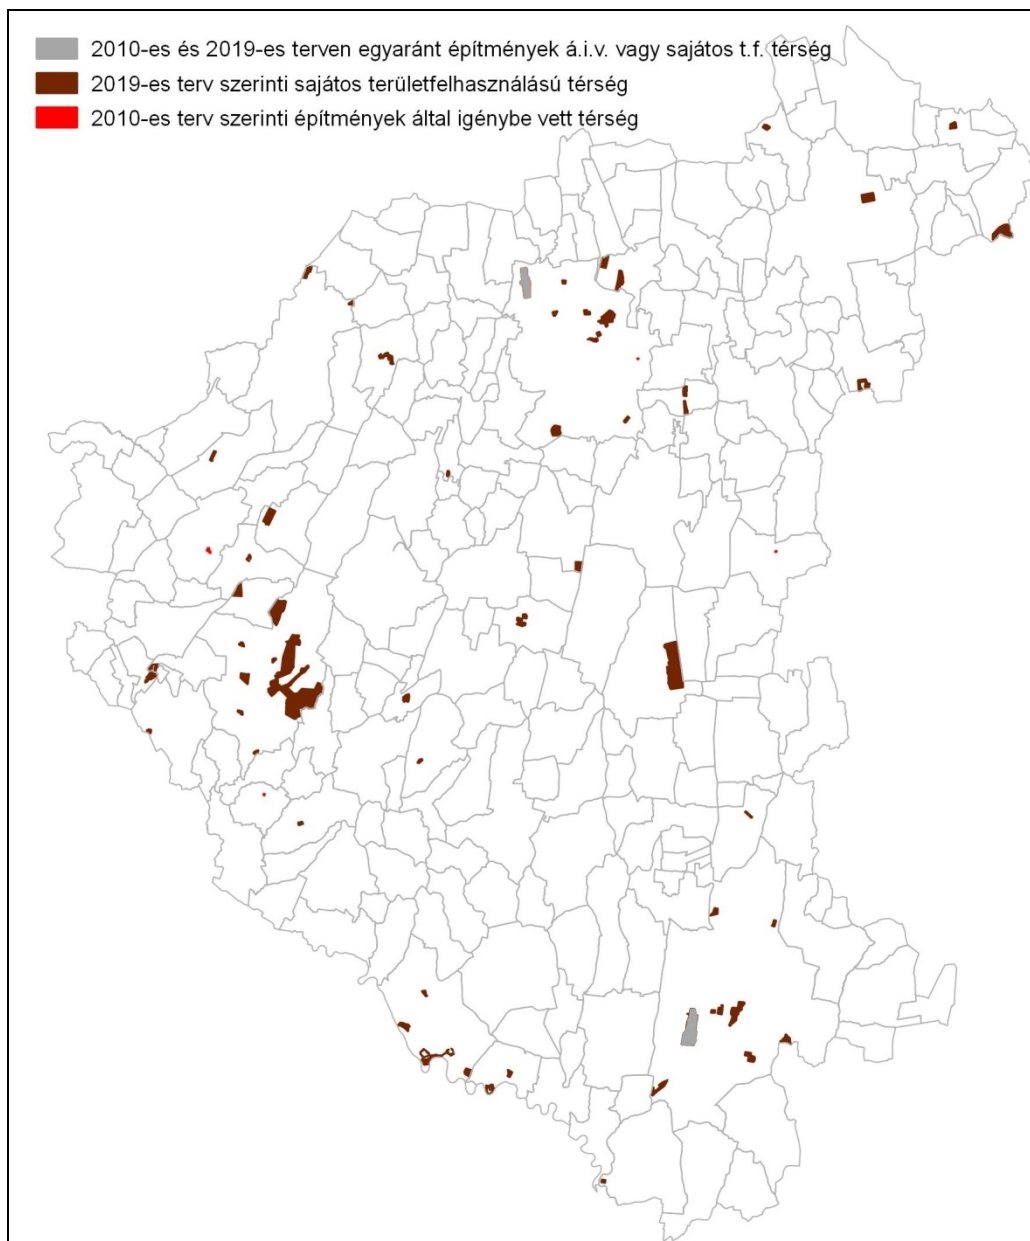 2010-es és 2019-es terven egyaránt építmények á.i.v. vagy sajátos t.f. térség
2019-es terv szerinti sajátos területfelhasználású térség
2010-es terv szerinti építmények által igénybe vett térség